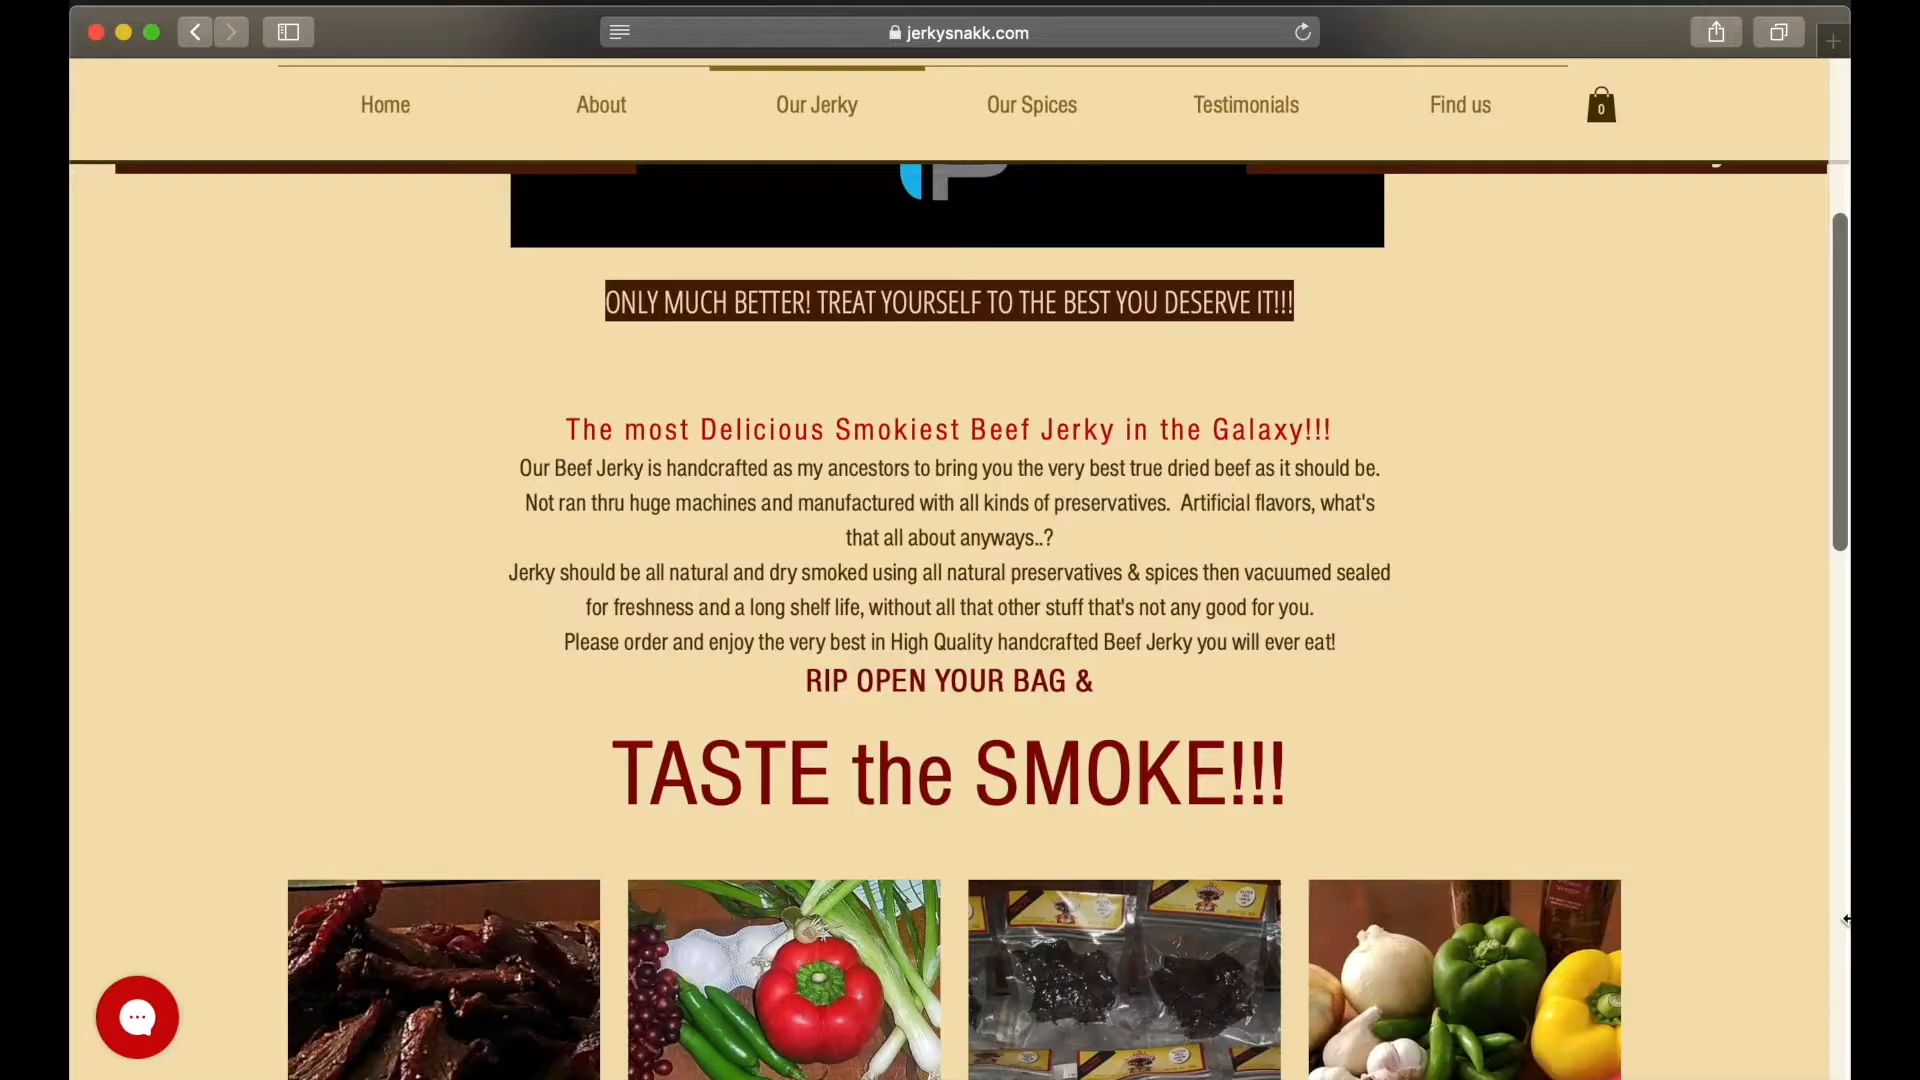 jerkysnakk.com
Home
About
Our Jerky
Our Spices
Testimonials
Find us
0
ONLY MUCH BETTER! TREAT YOURSELF TO THE BEST YOU DESERVE IT!!!
The most Delicious Smokiest Beef Jerky in the Galaxy!!!
Our Beef Jerky is handcrafted as my ancestors to bring you the very best true dried beef as it should be.
Not ran thru huge machines and manufactured with all kinds of preservatives.  Artificial flavors, what's
that all about anyways..?
Jerky should be all natural and dry smoked using all natural preservatives & spices then vacuumed sealed
for freshness and a long shelf life, without all that other stuff that's not any good for you.
Please order and enjoy the very best in High Quality handcrafted Beef Jerky you will ever eat!
RIP OPEN YOUR BAG &
TASTE the SMOKE!!!